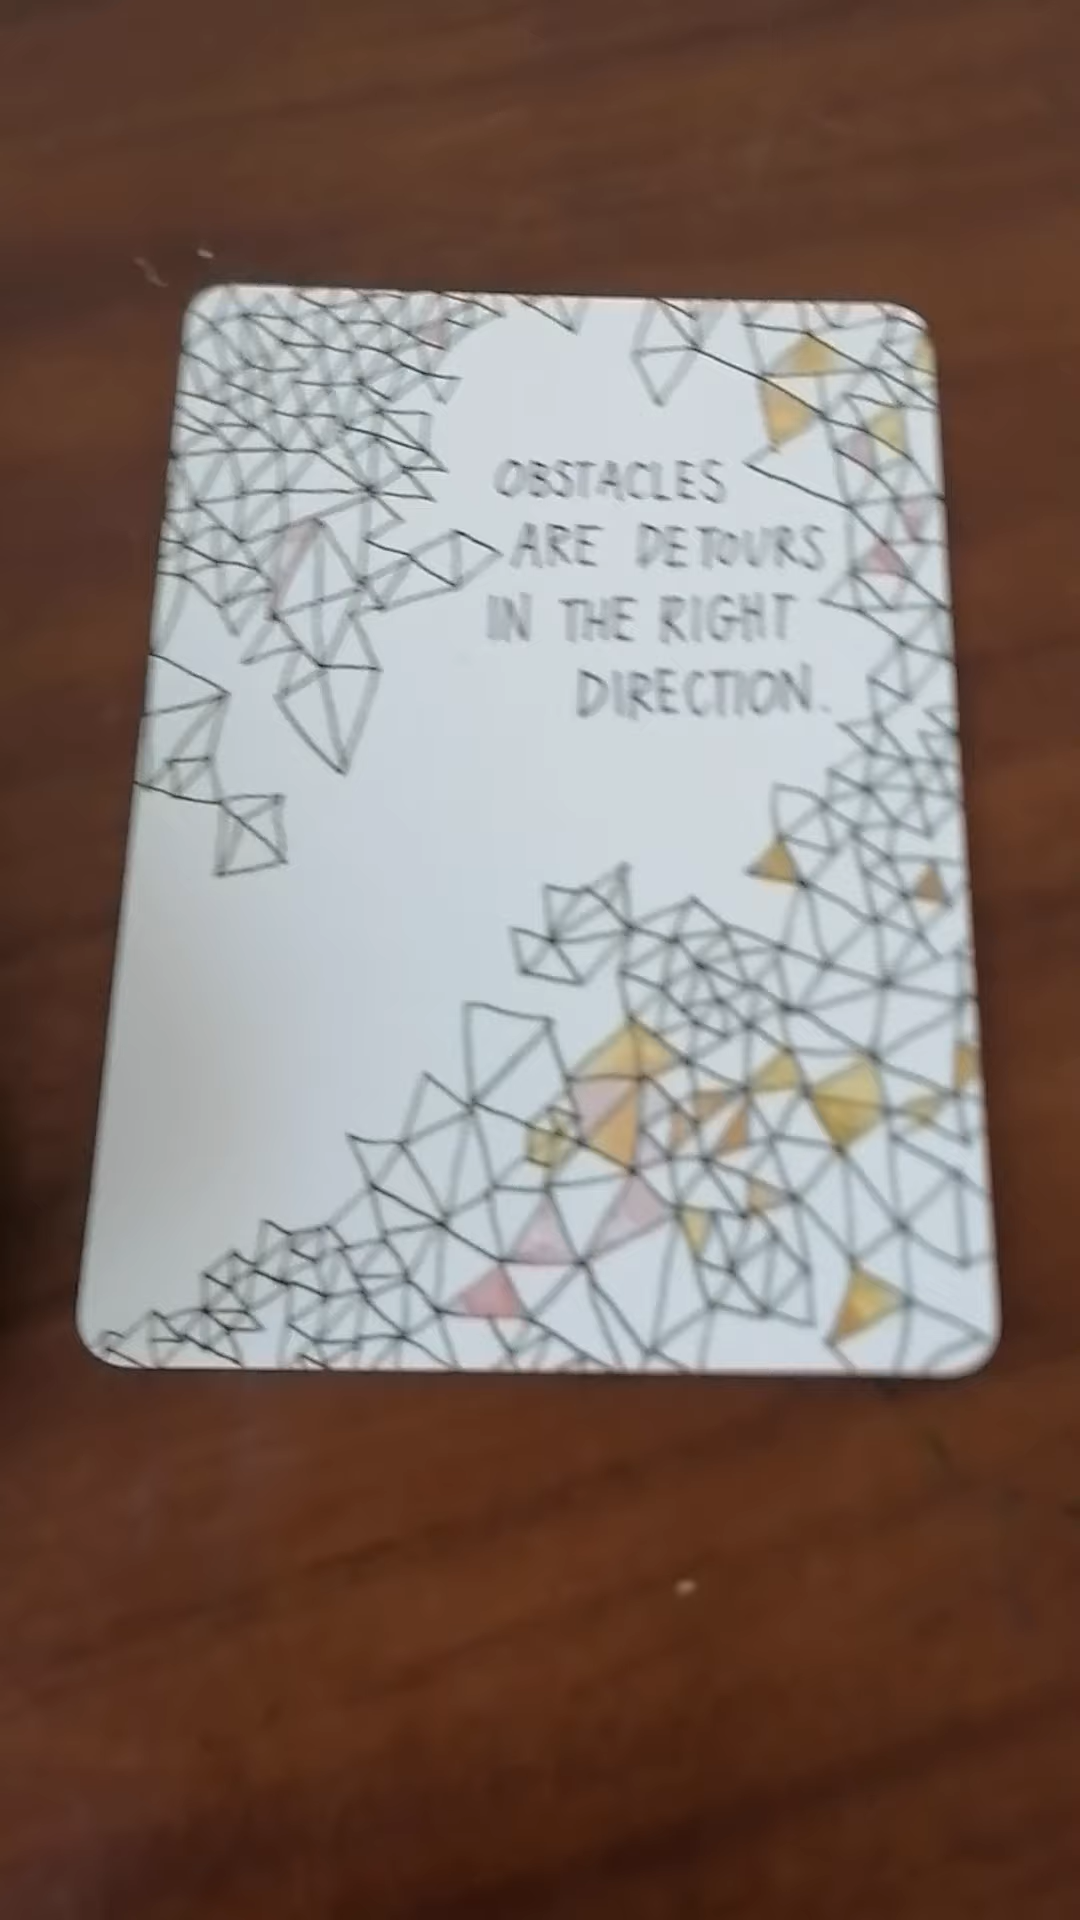 OBSTACLES
ARE DETOURS
IN THE RIGHT
DIRECTION.